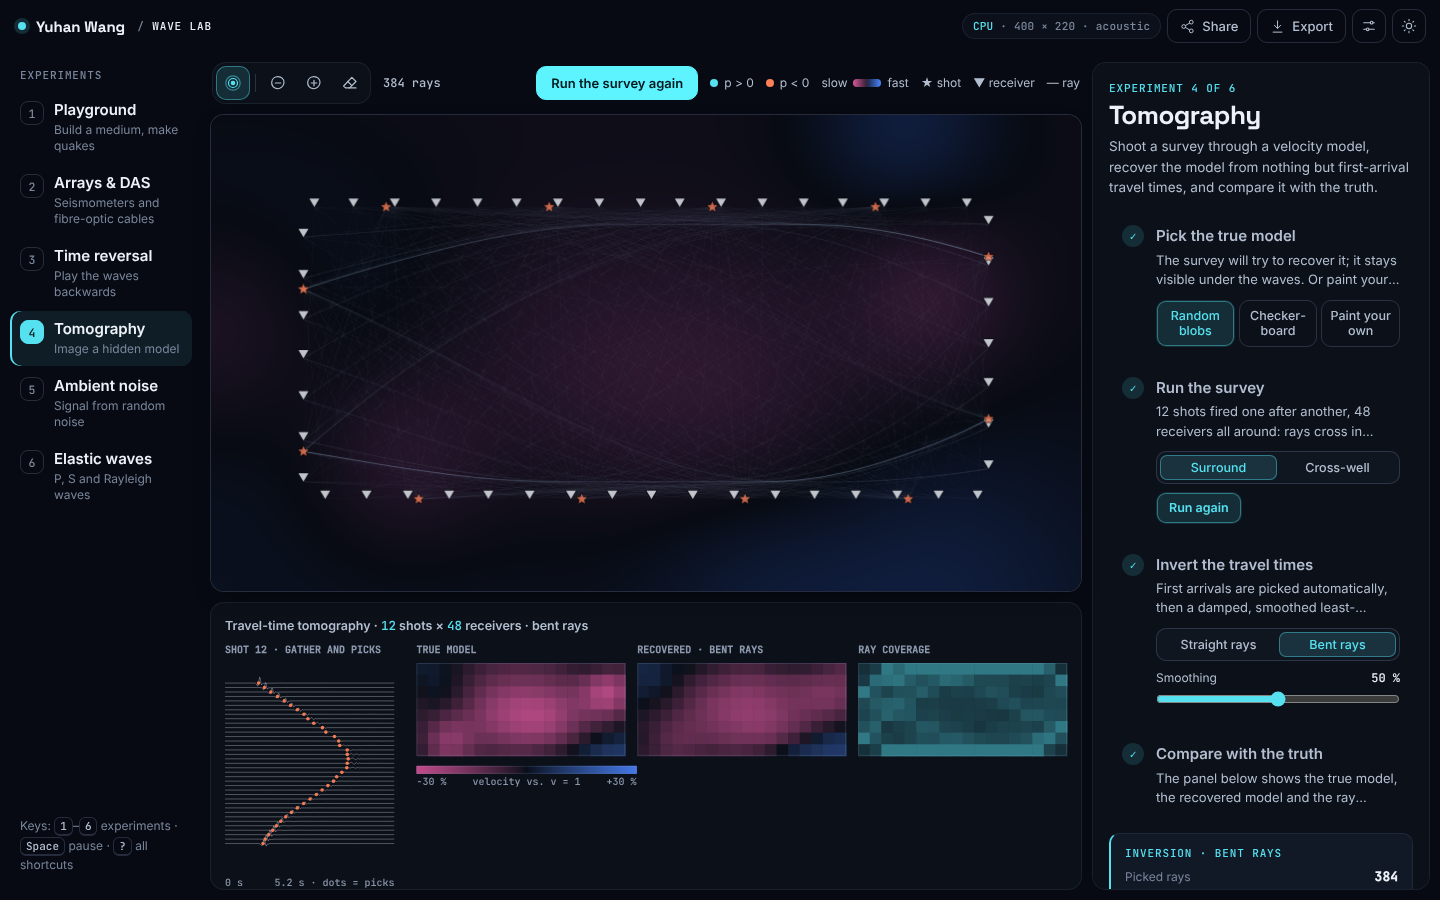 Yuhan Wang / WAVE LAB
CPU · 400 × 220 · acoustic
Share
Export
EXPERIMENTS
1 Playground
Build a medium, make
quakes
2 Arrays & DAS
Seismometers and
fibre-optic cables
3 Time reversal
Play the waves
backwards
4 Tomography
Image a hidden model
5 Ambient noise
Signal from random
noise
6 Elastic waves
P, S and Rayleigh
waves
Keys: 1–6 experiments ·
Space pause · ? all
shortcuts
384 rays
Run the survey again
p > 0
p < 0
slow fast
shot
receiver
ray
Travel-time tomography · 12 shots × 48 receivers · bent rays
SHOT 12 · GATHER AND PICKS
TRUE MODEL
RECOVERED · BENT RAYS
RAY COVERAGE
-30 % velocity vs. v = 1 +30 %
0 s 5.2 s · dots = picks
EXPERIMENT 4 OF 6
Tomography
Shoot a survey through a velocity model,
recover the model from nothing but first-arrival
travel times, and compare it with the truth.
✓ Pick the true model
The survey will try to recover it; it stays
visible under the waves. Or paint your…
Random
blobs
Checker-
board
Paint your
own
✓ Run the survey
12 shots fired one after another, 48
receivers all around: rays cross in…
Surround
Cross-well
Run again
✓ Invert the travel times
First arrivals are picked automatically,
then a damped, smoothed least-…
Straight rays
Bent rays
Smoothing 50 %
✓ Compare with the truth
The panel below shows the true model,
the recovered model and the ray…
INVERSION · BENT RAYS
Picked rays 384